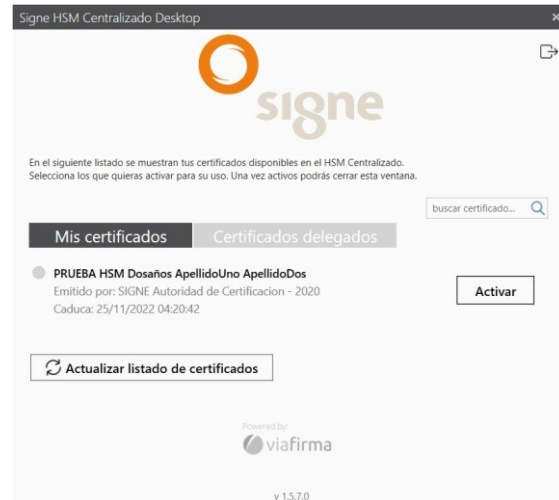 Signe HSM Centralizado Desktop
signe
En el siguiente listado se muestran tus certificados disponibles en el HSM Centralizado.
Selecciona los que quieras activar para su uso. Una vez activos podrás cerrar esta ventana.
buscar certificado...
Mis certificados
Certificados delegados
PRUEBA HSM Dosaños ApellidoUno ApellidoDos
Emitido por: SIGNE Autoridad de Certificacion - 2020
Caduca: 25/11/2022 04:20:42
Activar
Actualizar listado de certificados
Powered by:
viafirma
v 1.5.7.0